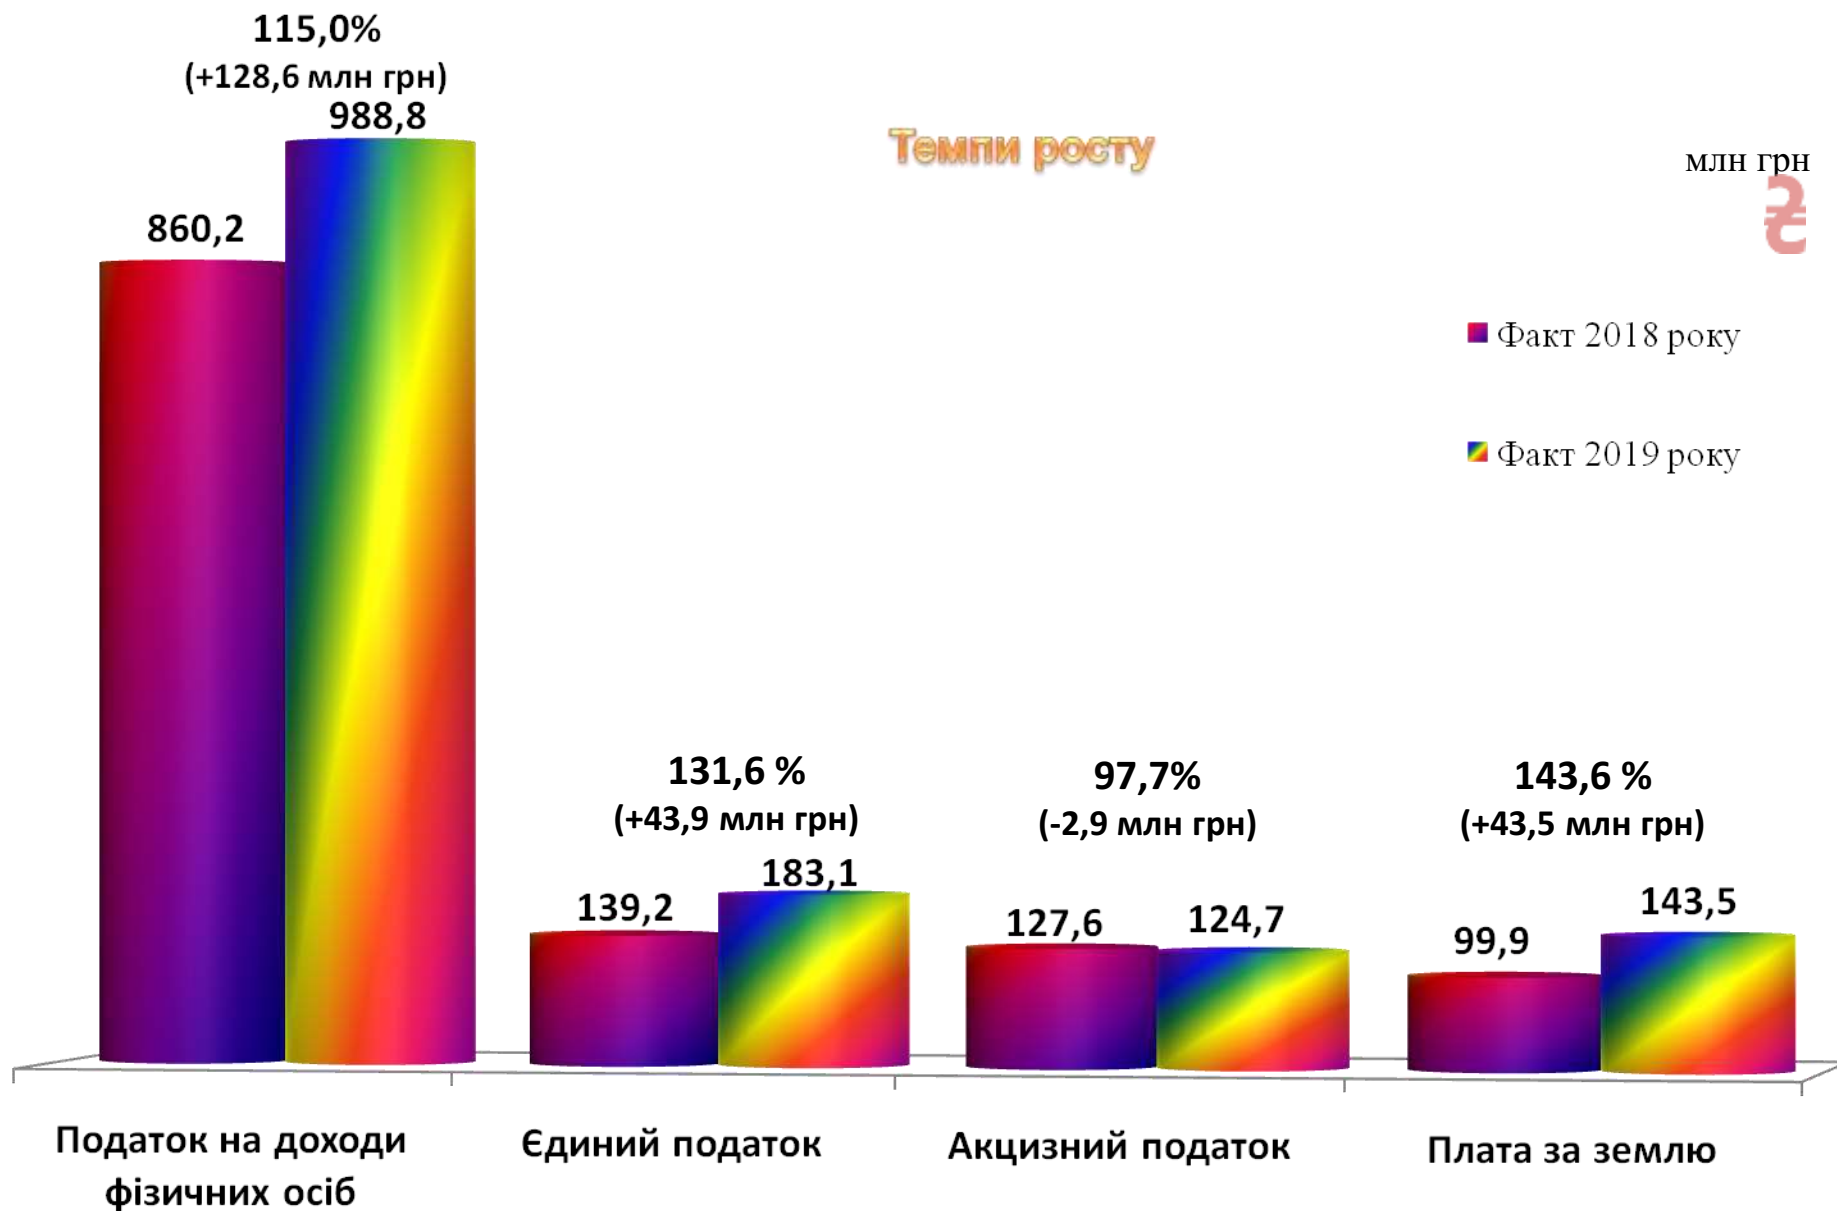 115,0%
(+128,6 млн грн)
988,8
860,2
Темпи росту
млн грн
₴
Факт 2018 року
Факт 2019 року
131,6 %
(+43,9 млн грн)
97,7%
(-2,9 млн грн)
143,6 %
(+43,5 млн грн)
139,2
183,1
127,6
124,7
99,9
143,5
Податок на доходи
фізичних осіб
Єдиний податок
Акцизний податок
Плата за землю